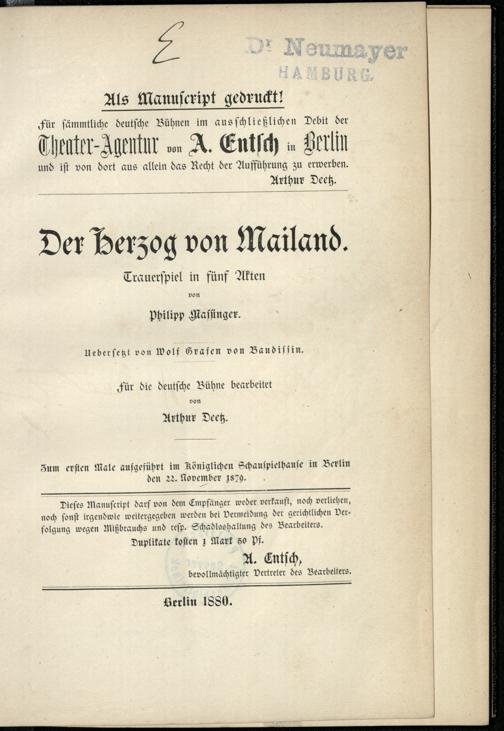 E
Dr Neumayer
HAMBURG.
Als Manuscript gedruckt!
Für sämmtliche deutsche Bühnen im ausschließlichen Debit der
Theater-Agentur von A. Entsch in Berlin
und ist von dort aus allein das Recht der Aufführung zu erwerben.
Arthur Deetz.
Der Herzog von Mailand.
Trauerspiel in fünf Akten
von
Philipp Massinger.
Uebersetzt von Wolf Grafen von Baudissin.
Für die deutsche Bühne bearbeitet
von
Arthur Deetz.
Zum ersten Male aufgeführt im Königlichen Schauspielhause in Berlin
den 22. November 1879.
Dieses Manuscript darf von dem Empfänger weder verkauft, noch verliehen,
noch sonst irgendwie weitergegeben werden bei Vermeidung der gerichtlichen Ver-
folgung wegen Mißbrauchs und resp. Schadloshaltung des Bearbeiters.
Duplikate kosten 1 Mark 50 Pf.
A. Entsch,
bevollmächtigter Vertreter des Bearbeiters.
Berlin 1880.